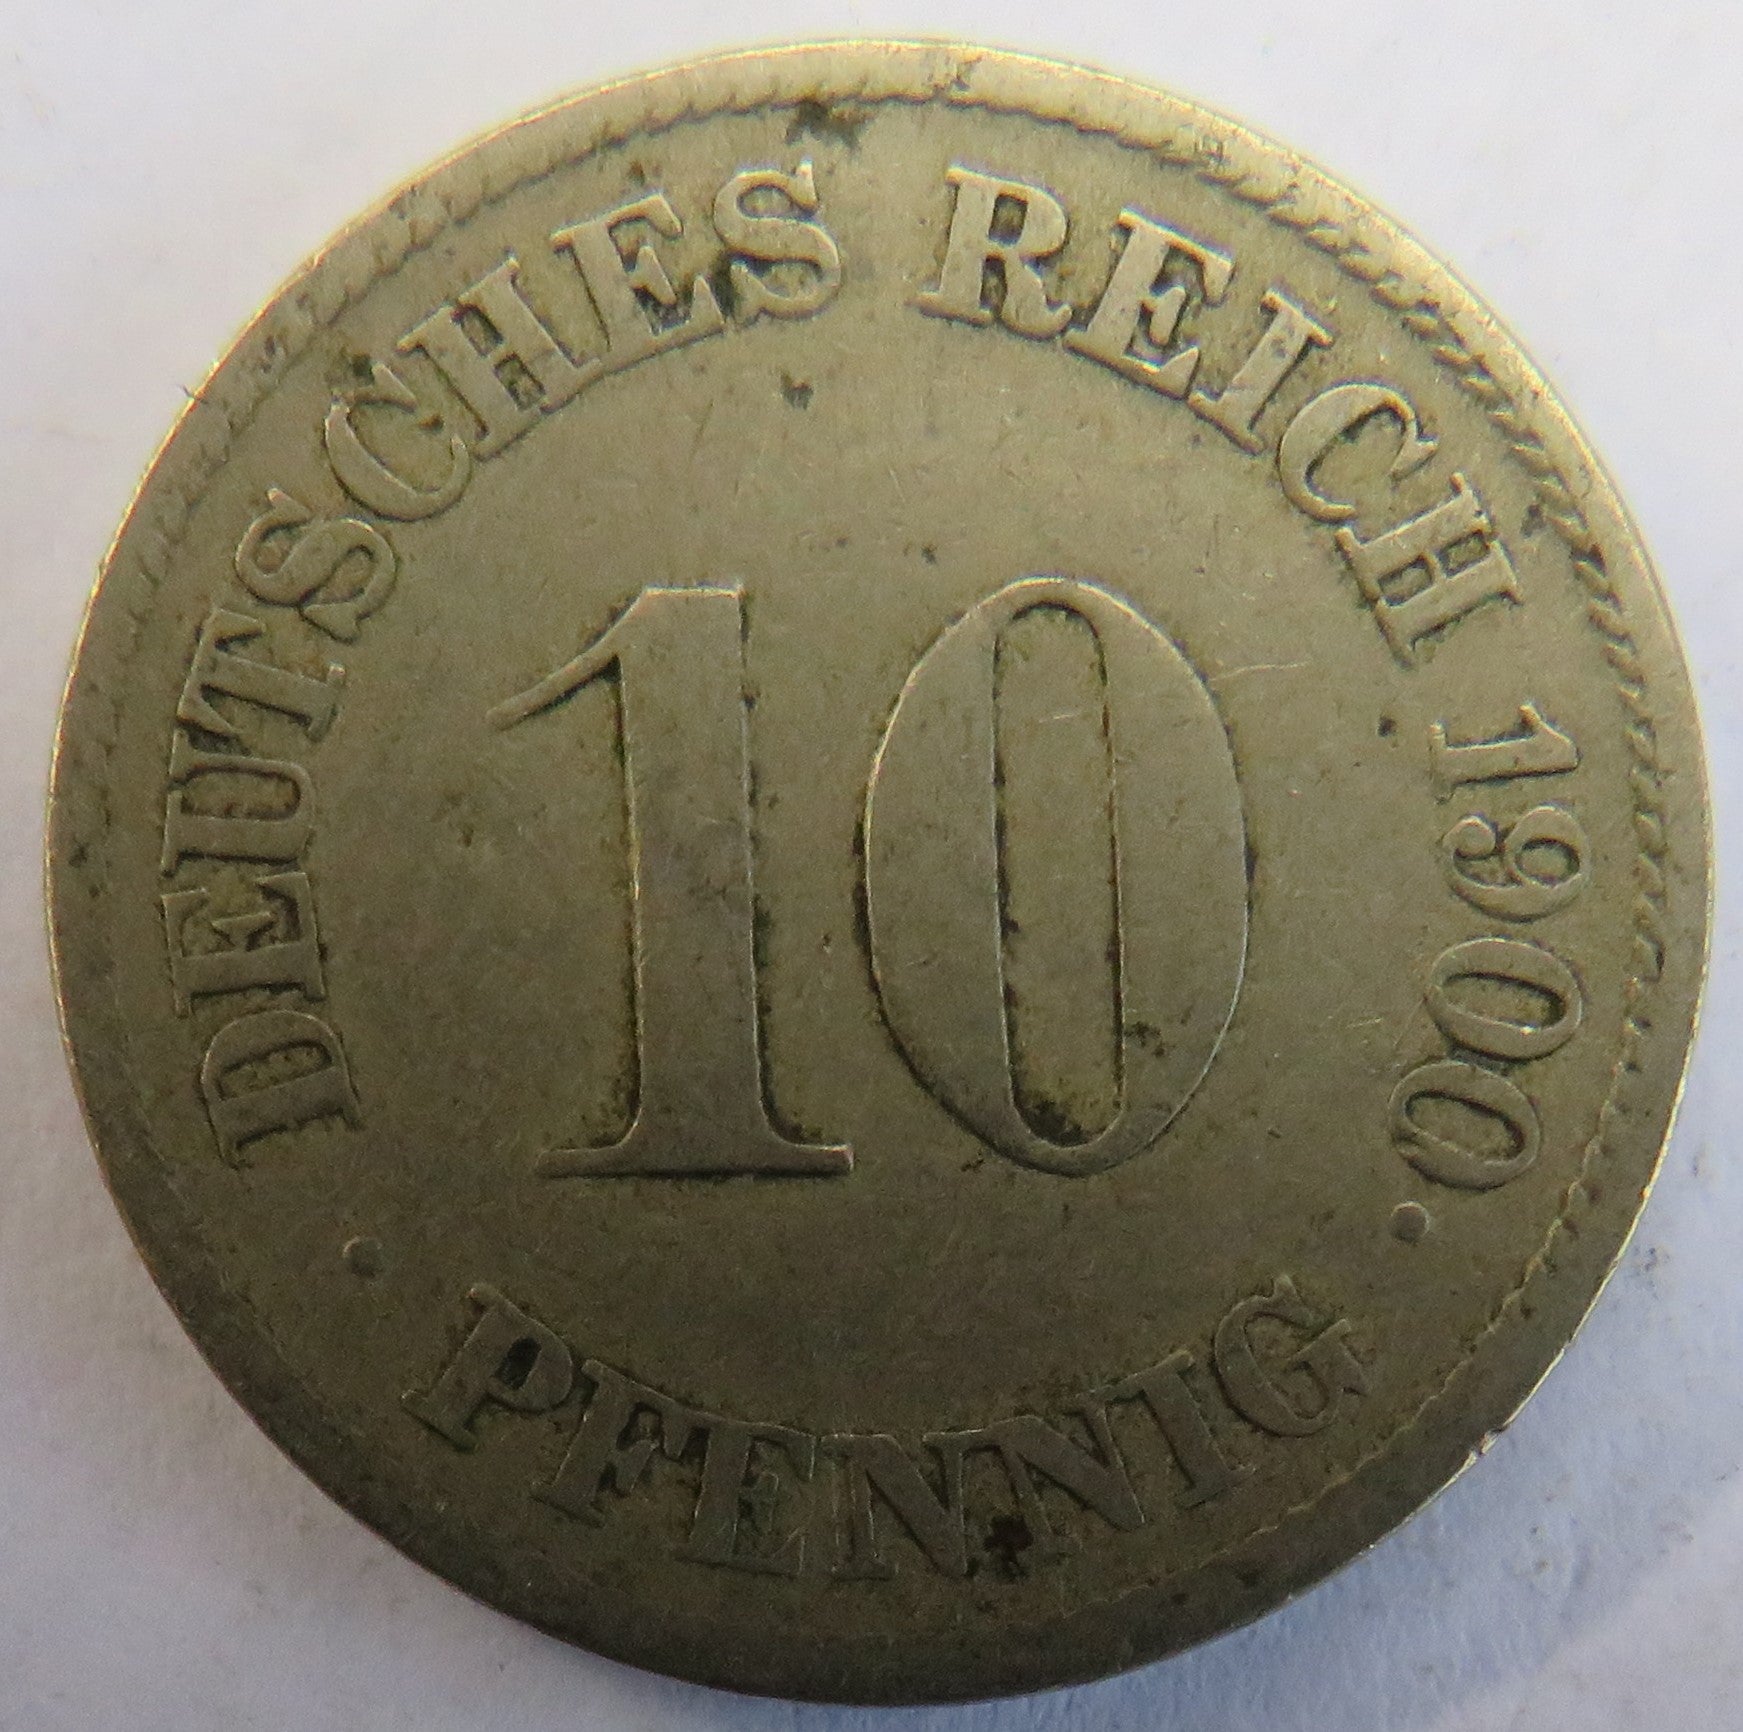 DEUTSCHES REICH 1900
10
· PFENNIG ·